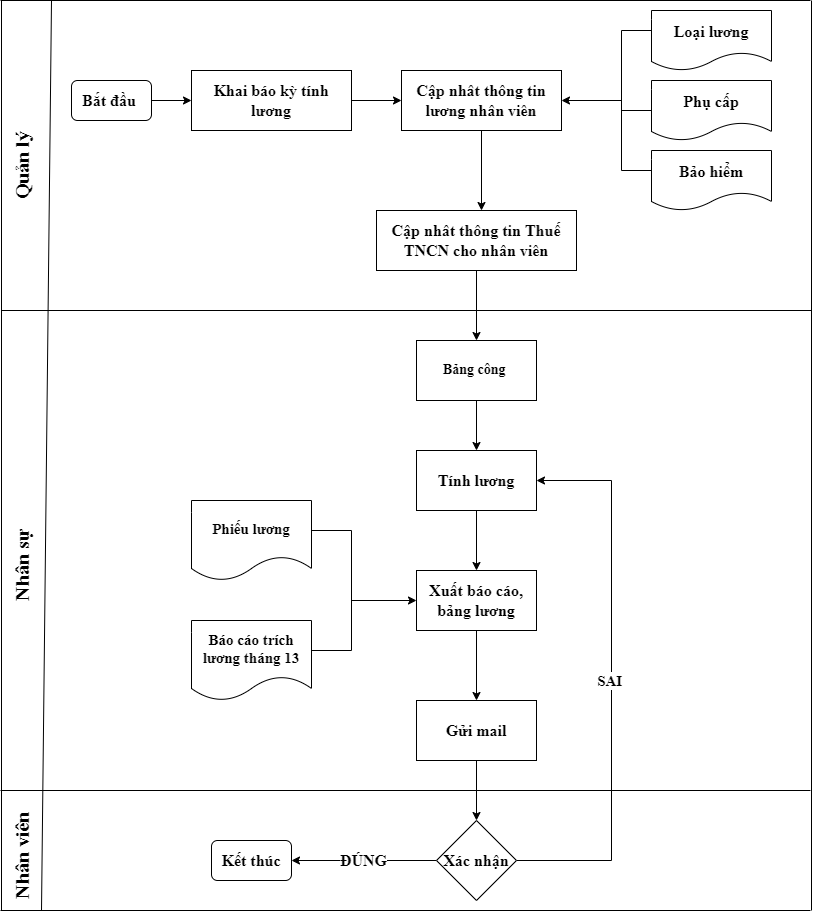 Quản lý
Bắt đầu
Khai báo kỳ tính
lương
Cập nhât thông tin
lương nhân viên
Loại lương
Phụ cấp
Bảo hiểm
Cập nhât thông tin Thuế
TNCN cho nhân viên
Nhân sự
Bảng công
Tính lương
Phiếu lương
Xuất báo cáo,
bảng lương
Báo cáo trích
lương tháng 13
SAI
Gửi mail
Nhân viên
Kết thúc
ĐÚNG
Xác nhận